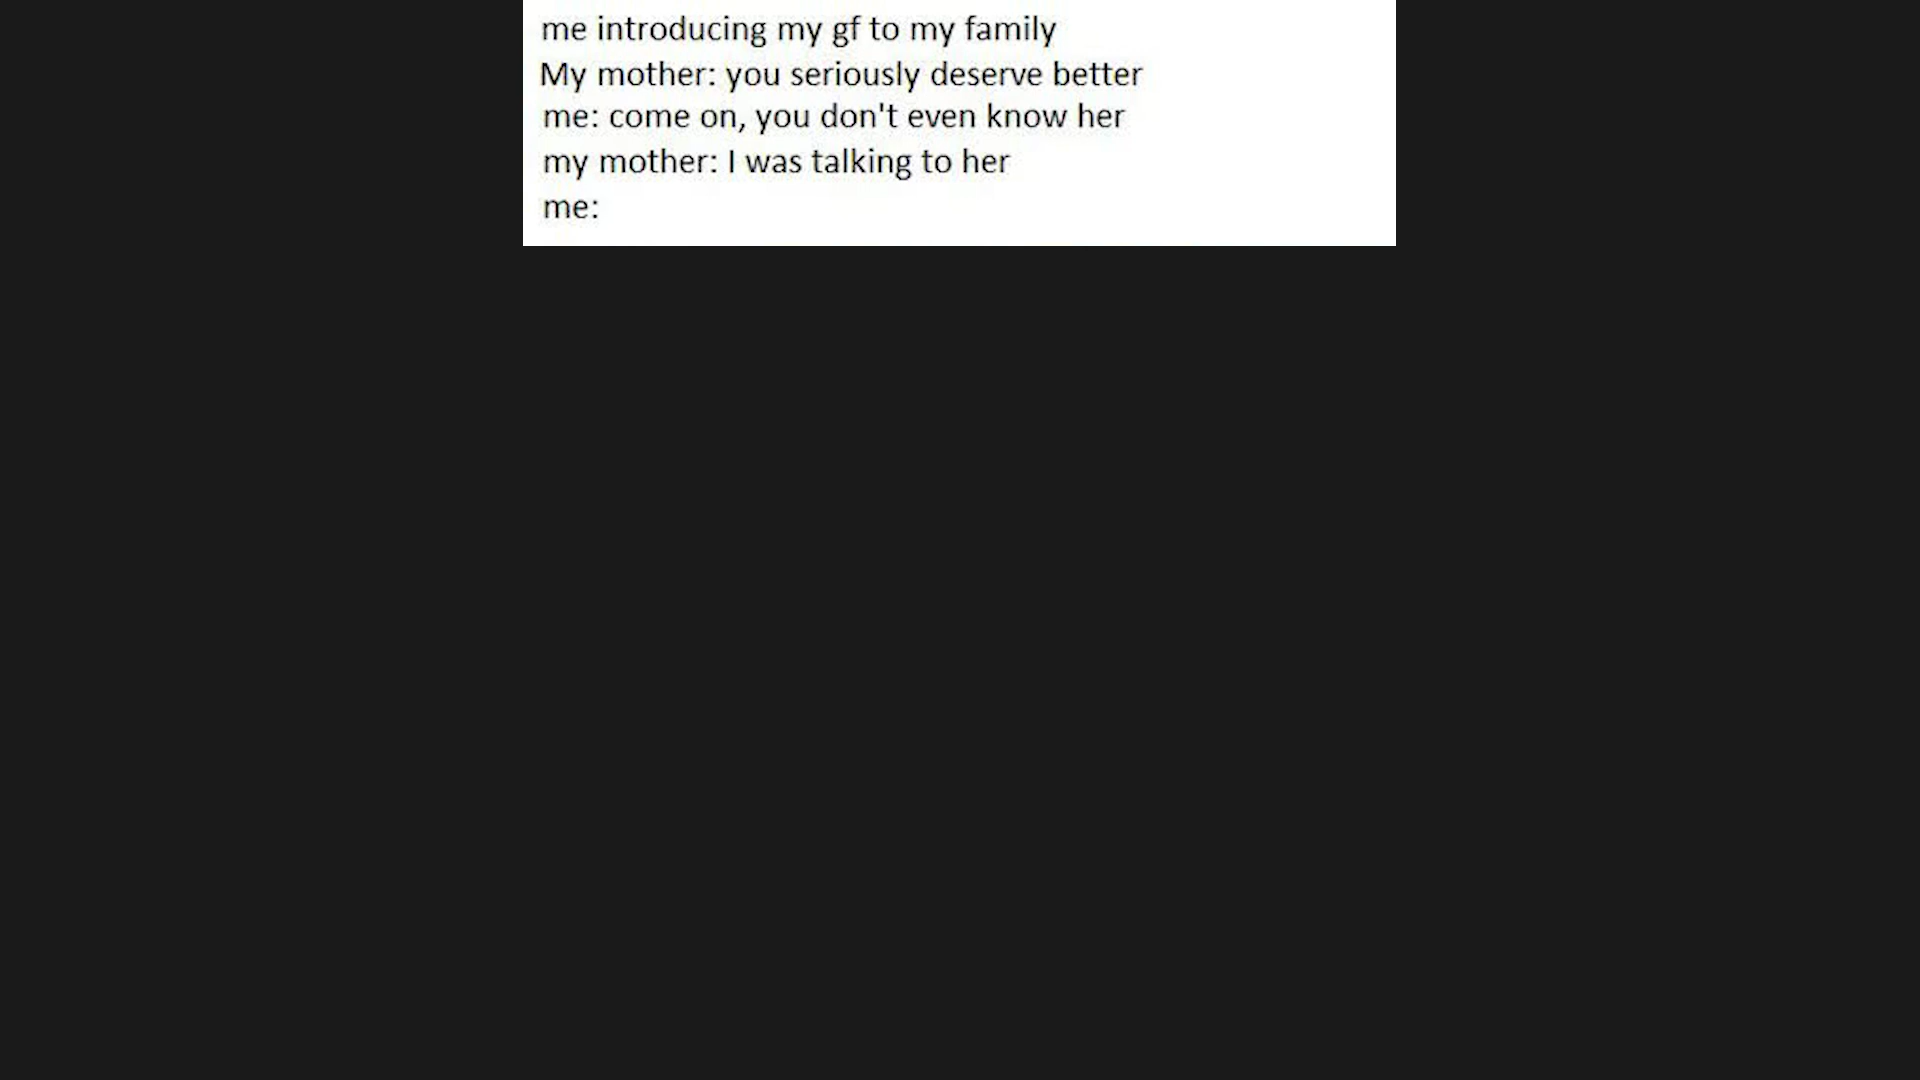 me introducing my gf to my family
My mother: you seriously deserve better
me: come on, you don't even know her
my mother: I was talking to her
me: